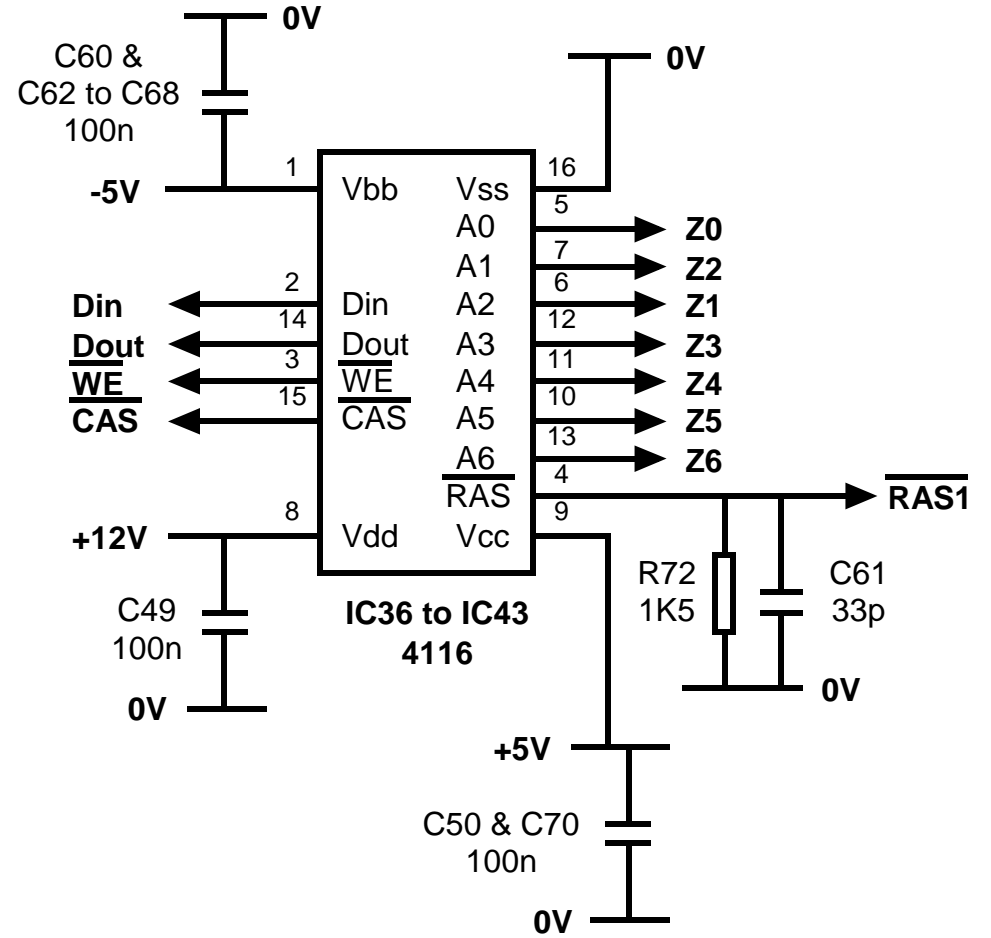 0V
C60 &
C62 to C68
100n
0V
1
16
-5V
Vbb
Vss
5
A0
Z0
7
A1
Z2
2
6
Din
Din
A2
Z1
14
12
Dout
Dout
A3
Z3
3
11
WE
WE
A4
Z4
15
10
CAS
CAS
A5
Z5
13
A6
Z6
4
RAS
RAS1
8
9
+12V
Vdd
Vcc
R72
1K5
C61
33p
C49
100n
IC36 to IC43
4116
0V
0V
+5V
C50 & C70
100n
0V